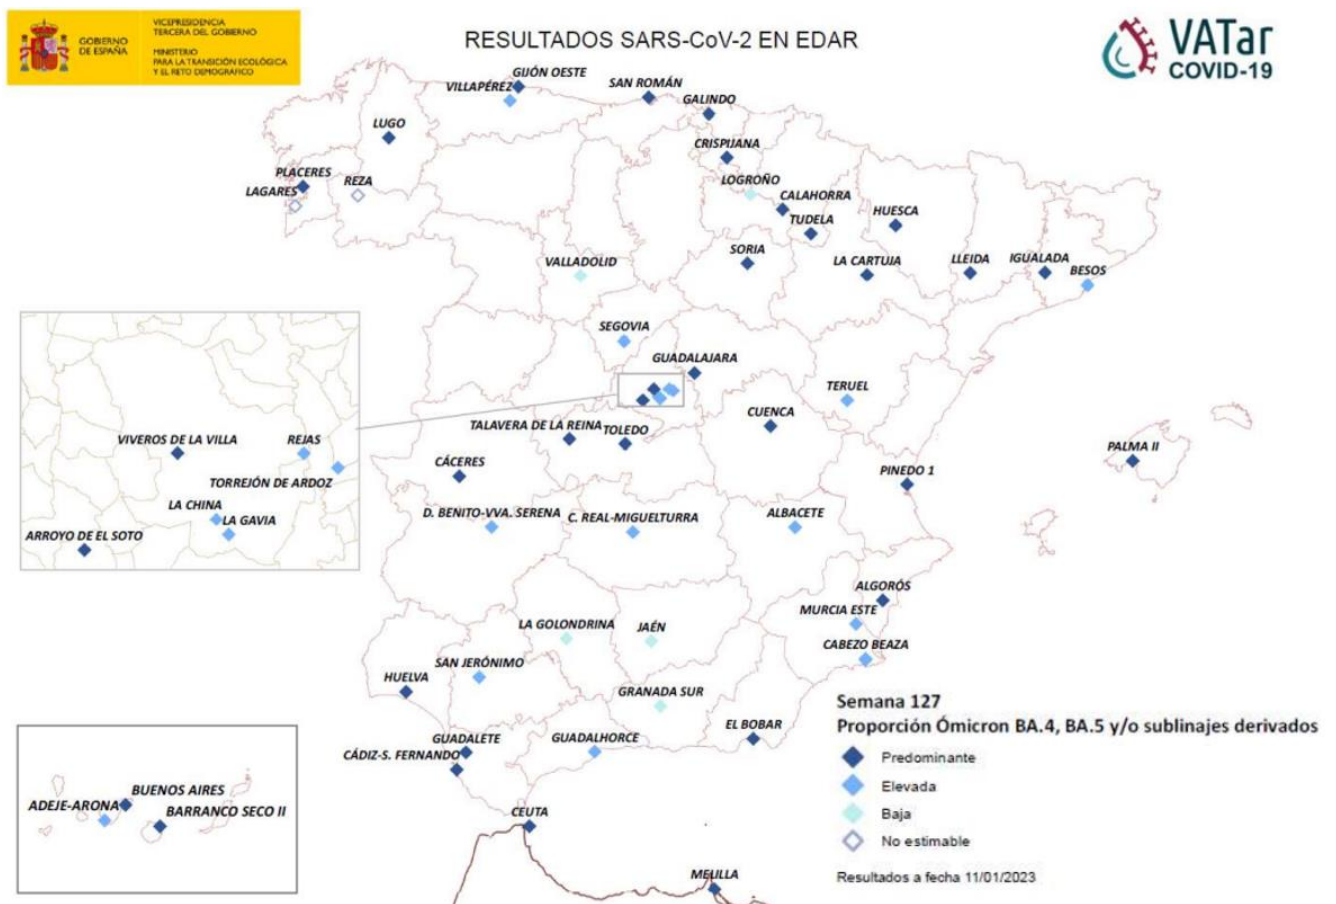 GOBIERNO
DE ESPAÑA
VICEPRESIDENCIA
TERCERA DEL GOBIERNO
MINISTERIO
PARA LA TRANSICIÓN ECOLÓGICA
Y EL RETO DEMOGRÁFICO
RESULTADOS SARS-CoV-2 EN EDAR
VATar
COVID-19
GIJÓN OESTE
VILLAPÉREZ
SAN ROMÁN
GALINDO
LUGO
CRISPIJANA
PLACERES
REZA
LAGARES
LOGROÑO
CALAHORRA
TUDELA
HUESCA
SORIA
VALLADOLID
LA CARTUJA
LLEIDA
IGUALADA
BESOS
SEGOVIA
GUADALAJARA
TERUEL
CUENCA
TALAVERA DE LA REINA
TOLEDO
VIVEROS DE LA VILLA
REJAS
TORREJÓN DE ARDOZ
LA CHINA
LA GAVIA
ARROYO DE EL SOTO
CÁCERES
PALMA II
PINEDO 1
D. BENITO-VVA. SERENA
C. REAL-MIGUELTURRA
ALBACETE
ALGORÓS
MURCIA ESTE
LA GOLONDRINA
JAÉN
CABEZO BEAZA
SAN JERÓNIMO
HUELVA
GRANADA SUR
EL BOBAR
GUADALETE
GUADALHORCE
CÁDIZ-S. FERNANDO
BUENOS AIRES
ADEJE-ARONA
BARRANCO SECO II
CEUTA
MELILLA
Semana 127
Proporción Ómicron BA.4, BA.5 y/o sublinajes derivados
Predominante
Elevada
Baja
No estimable
Resultados a fecha 11/01/2023